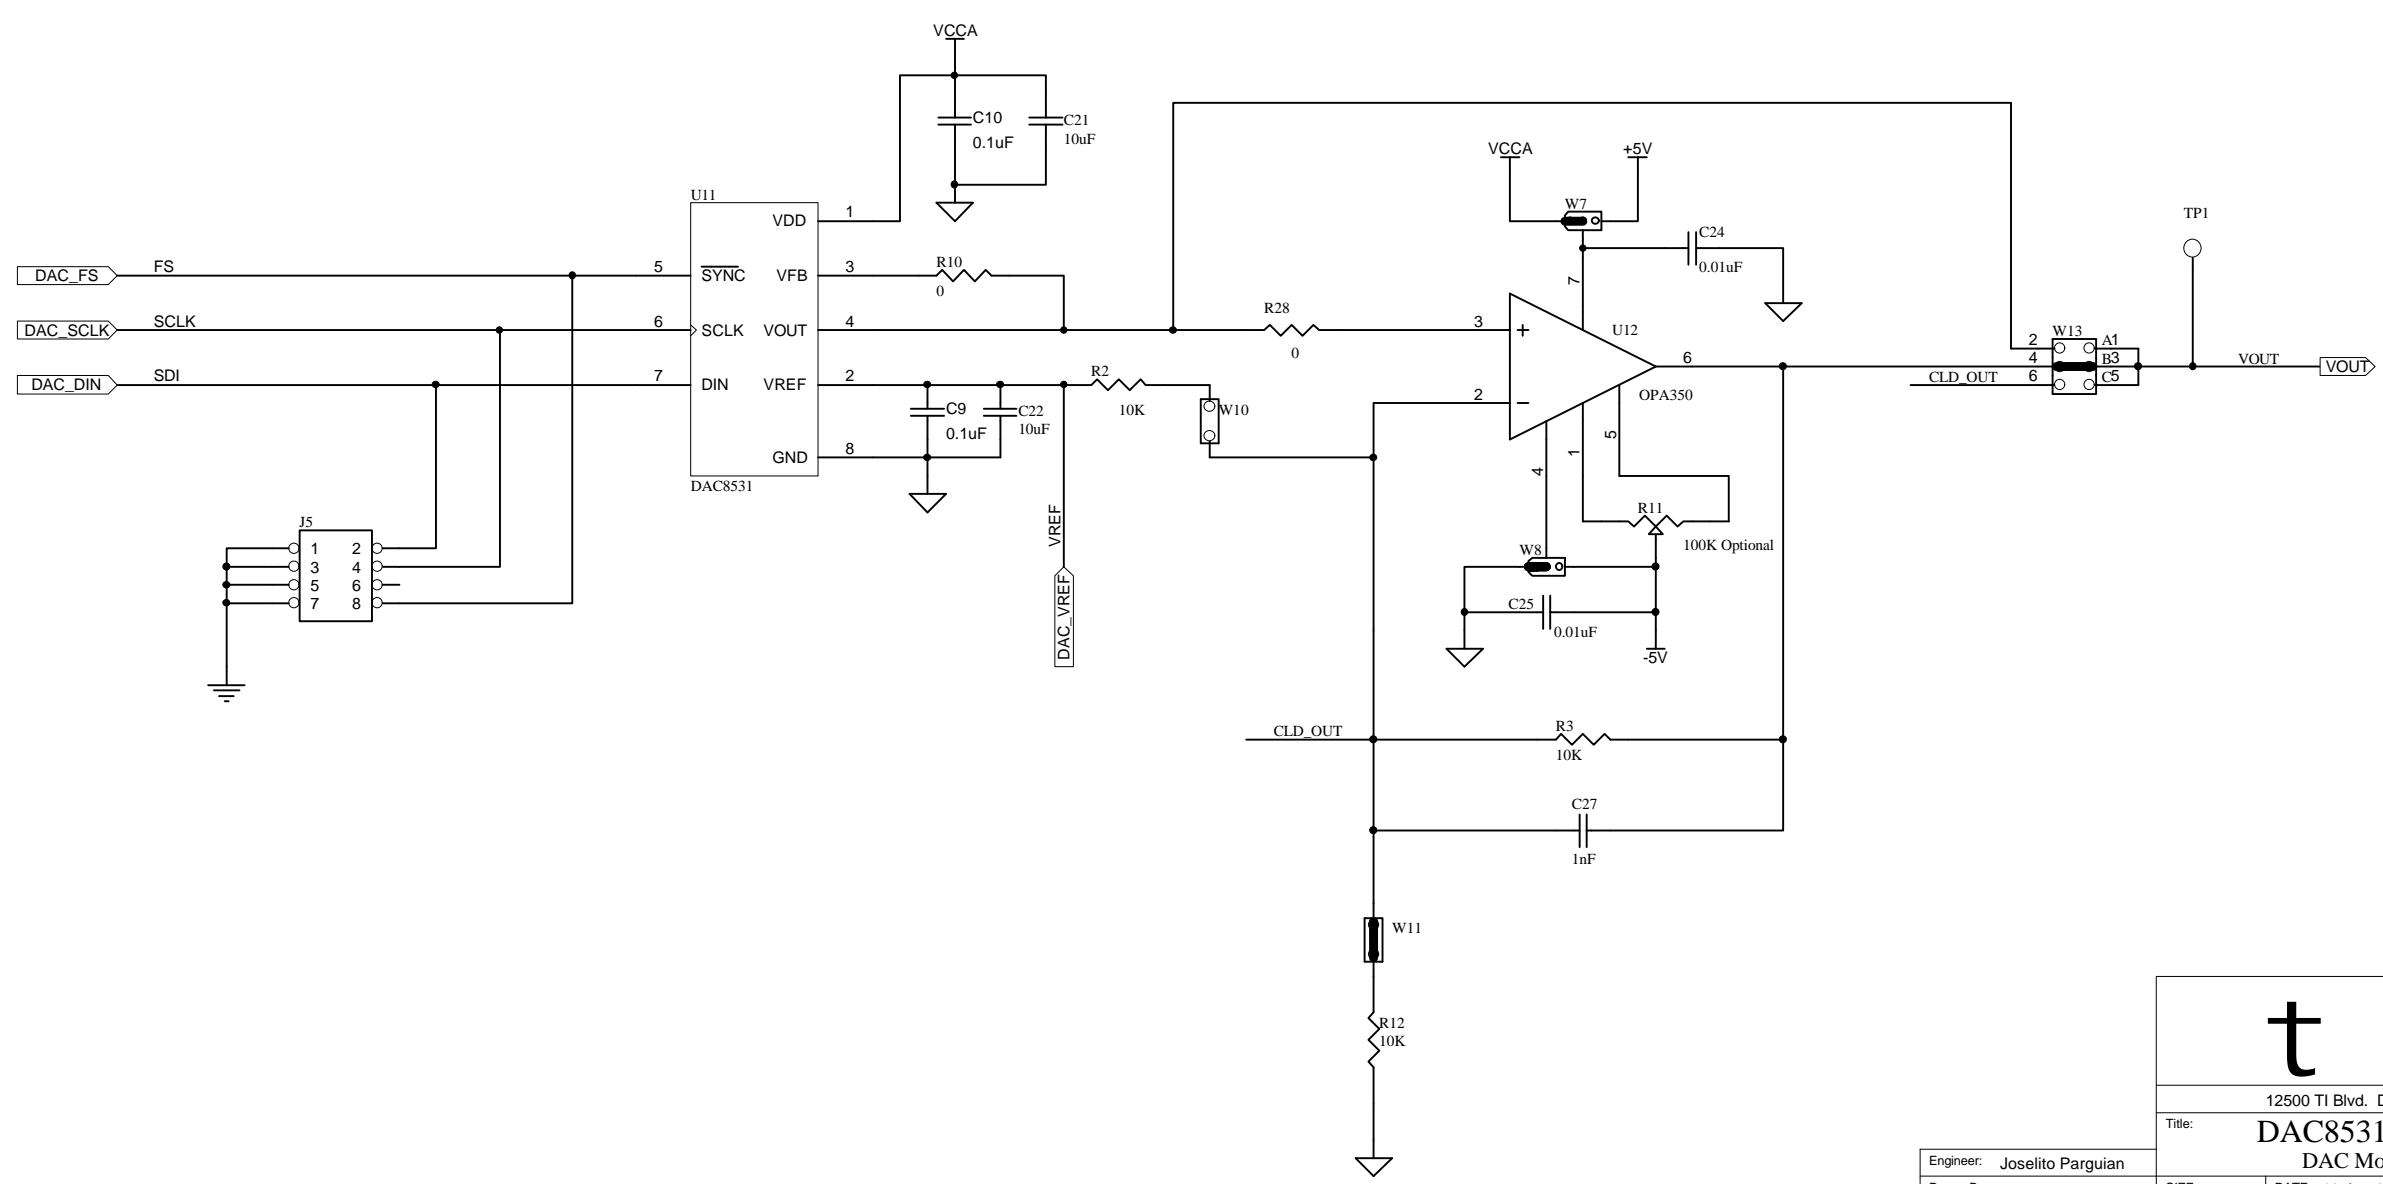 VCCA
C10
0.1uF
C21
10uF
VCCA
+5V
W7
C24
0.01uF
TP1
U11
VDD
1
DAC_FS
FS
5
SYNC
VFB
3
R10
0
DAC_SCLK
SCLK
6
SCLK
VOUT
4
R28
0
3
+
7
U12
6
OPA350
DAC_DIN
SDI
7
DIN
VREF
2
R2
10K
W10
2
−
C9
0.1uF
C22
10uF
GND
8
DAC8531
W13
2
A1
4
B3
CLD_OUT
6
C5
VOUT
VOUT
4
1
5
R11
100K Optional
W8
C25
0.01uF
-5V
VREF
DAC_VREF
J5
1 2
3 4
5 6
7 8
CLD_OUT
R3
10K
C27
1nF
W11
R12
10K
t
12500 TI Blvd.
Title:
DAC8531
DAC Mo
Engineer: Joselito Parguian